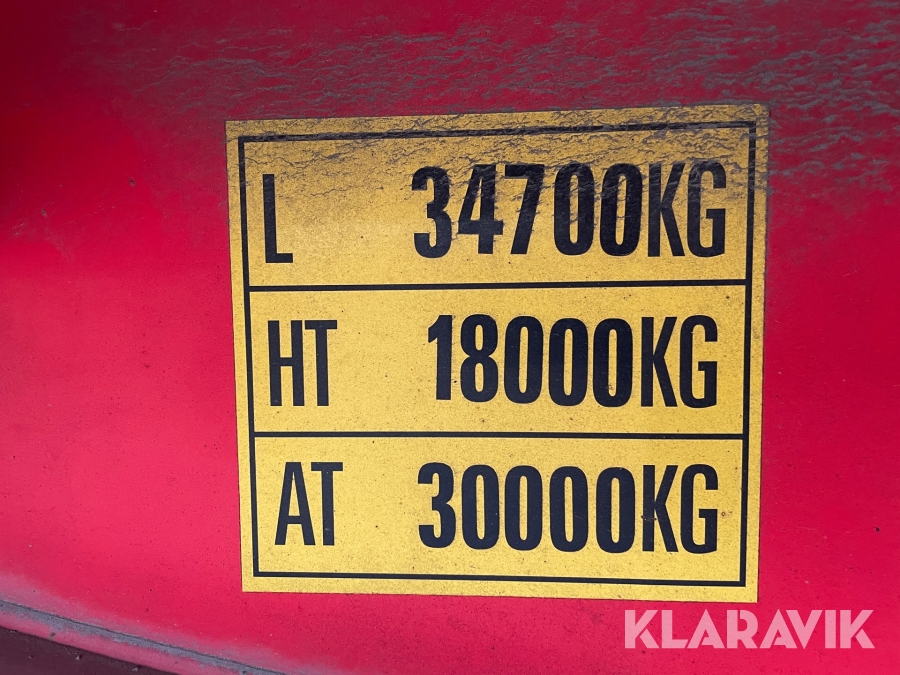 L 34700KG
HT 18000KG
AT 30000KG
KLARAVIK